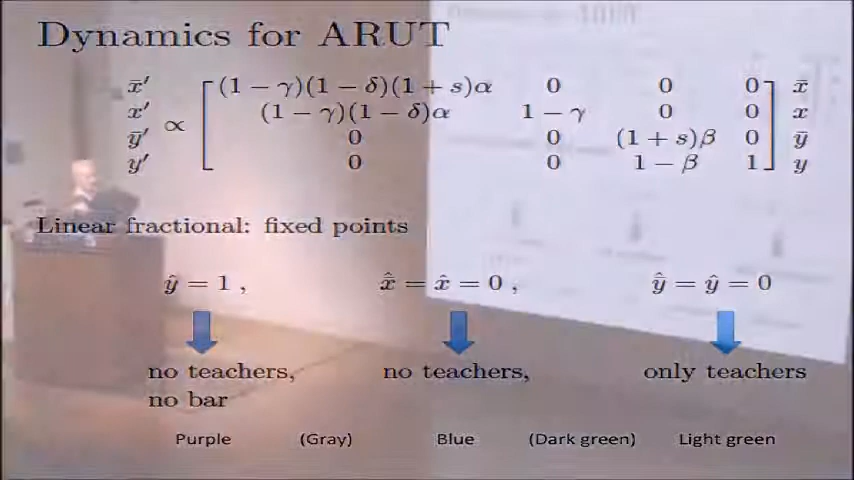 Dynamics for ARUT
x̄′ ∝ [ (1 − γ)(1 − δ)(1 + s)α 0 0 0 ] x̄
x′ (1 − γ)(1 − δ)α 1 − γ 0 0 x
ȳ′ 0 0 (1 + s)β 0 ȳ
y′ 0 0 1 − β 1 y
Linear fractional: fixed points
ŷ = 1 , x̄̂ = x̂ = 0 , ȳ̂ = ŷ = 0
no teachers, no teachers, only teachers
no bar
Purple (Gray) Blue (Dark green) Light green